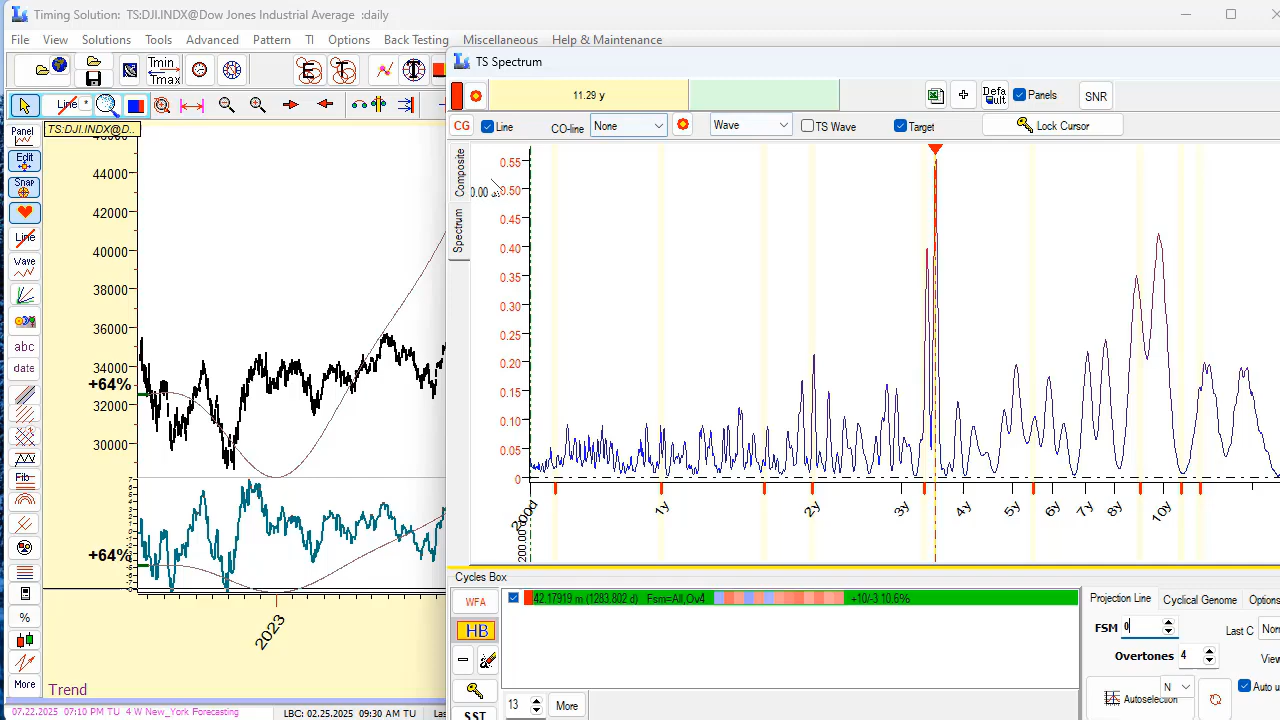 Timing Solution: TS:DJI.INDX@Dow Jones Industrial Average :daily
File View Solutions Tools Advanced Pattern TI Options Back Testing Miscellaneous Help & Maintenance
Tmin
Tmax
E
T
T
Line
TS:DJI.INDX@D..
Panel
Edit
Snap
Line
Wave
abc
date
Fib
%
More
44000
42000
40000
38000
36000
34000
32000
30000
+64%
+64%
2023
Trend
07.22.2025 07:10 PM TU 4 W New_York Forecasting
LBC: 02.25.2025 09:30 AM TU
TS Spectrum
11.29 y
Defa
ult
Panels
SNR
CG
Line
CO-line
None
Wave
TS Wave
Target
Lock Cursor
Composite
Spectrum
0.55
0.50
0.45
0.40
0.35
0.30
0.25
0.20
0.15
0.10
0.05
0
200d 1y 2y 3y 4y 5y 6y 7y 8y 10y
Cycles Box
WFA
HB
42.17919 m (1283.802 d) Fsm=All,Ov4 +10/-3 10.6%
SST
13
More
Projection Line
Cyclical Genome
Options
FSM
0
Last C
Overtones
4
Autoselection
N
Auto u